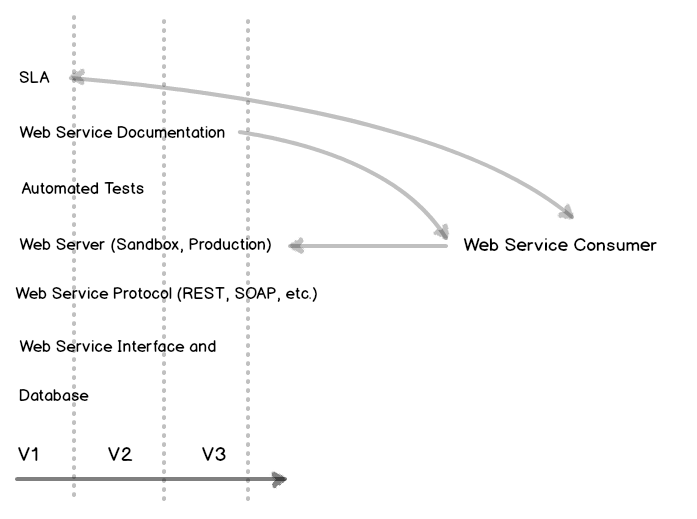 SLA
Web Service Documentation
Automated Tests
Web Server (Sandbox, Production)
Web Service Consumer
Web Service Protocol (REST, SOAP, etc.)
Web Service Interface and
Database
V1 V2 V3